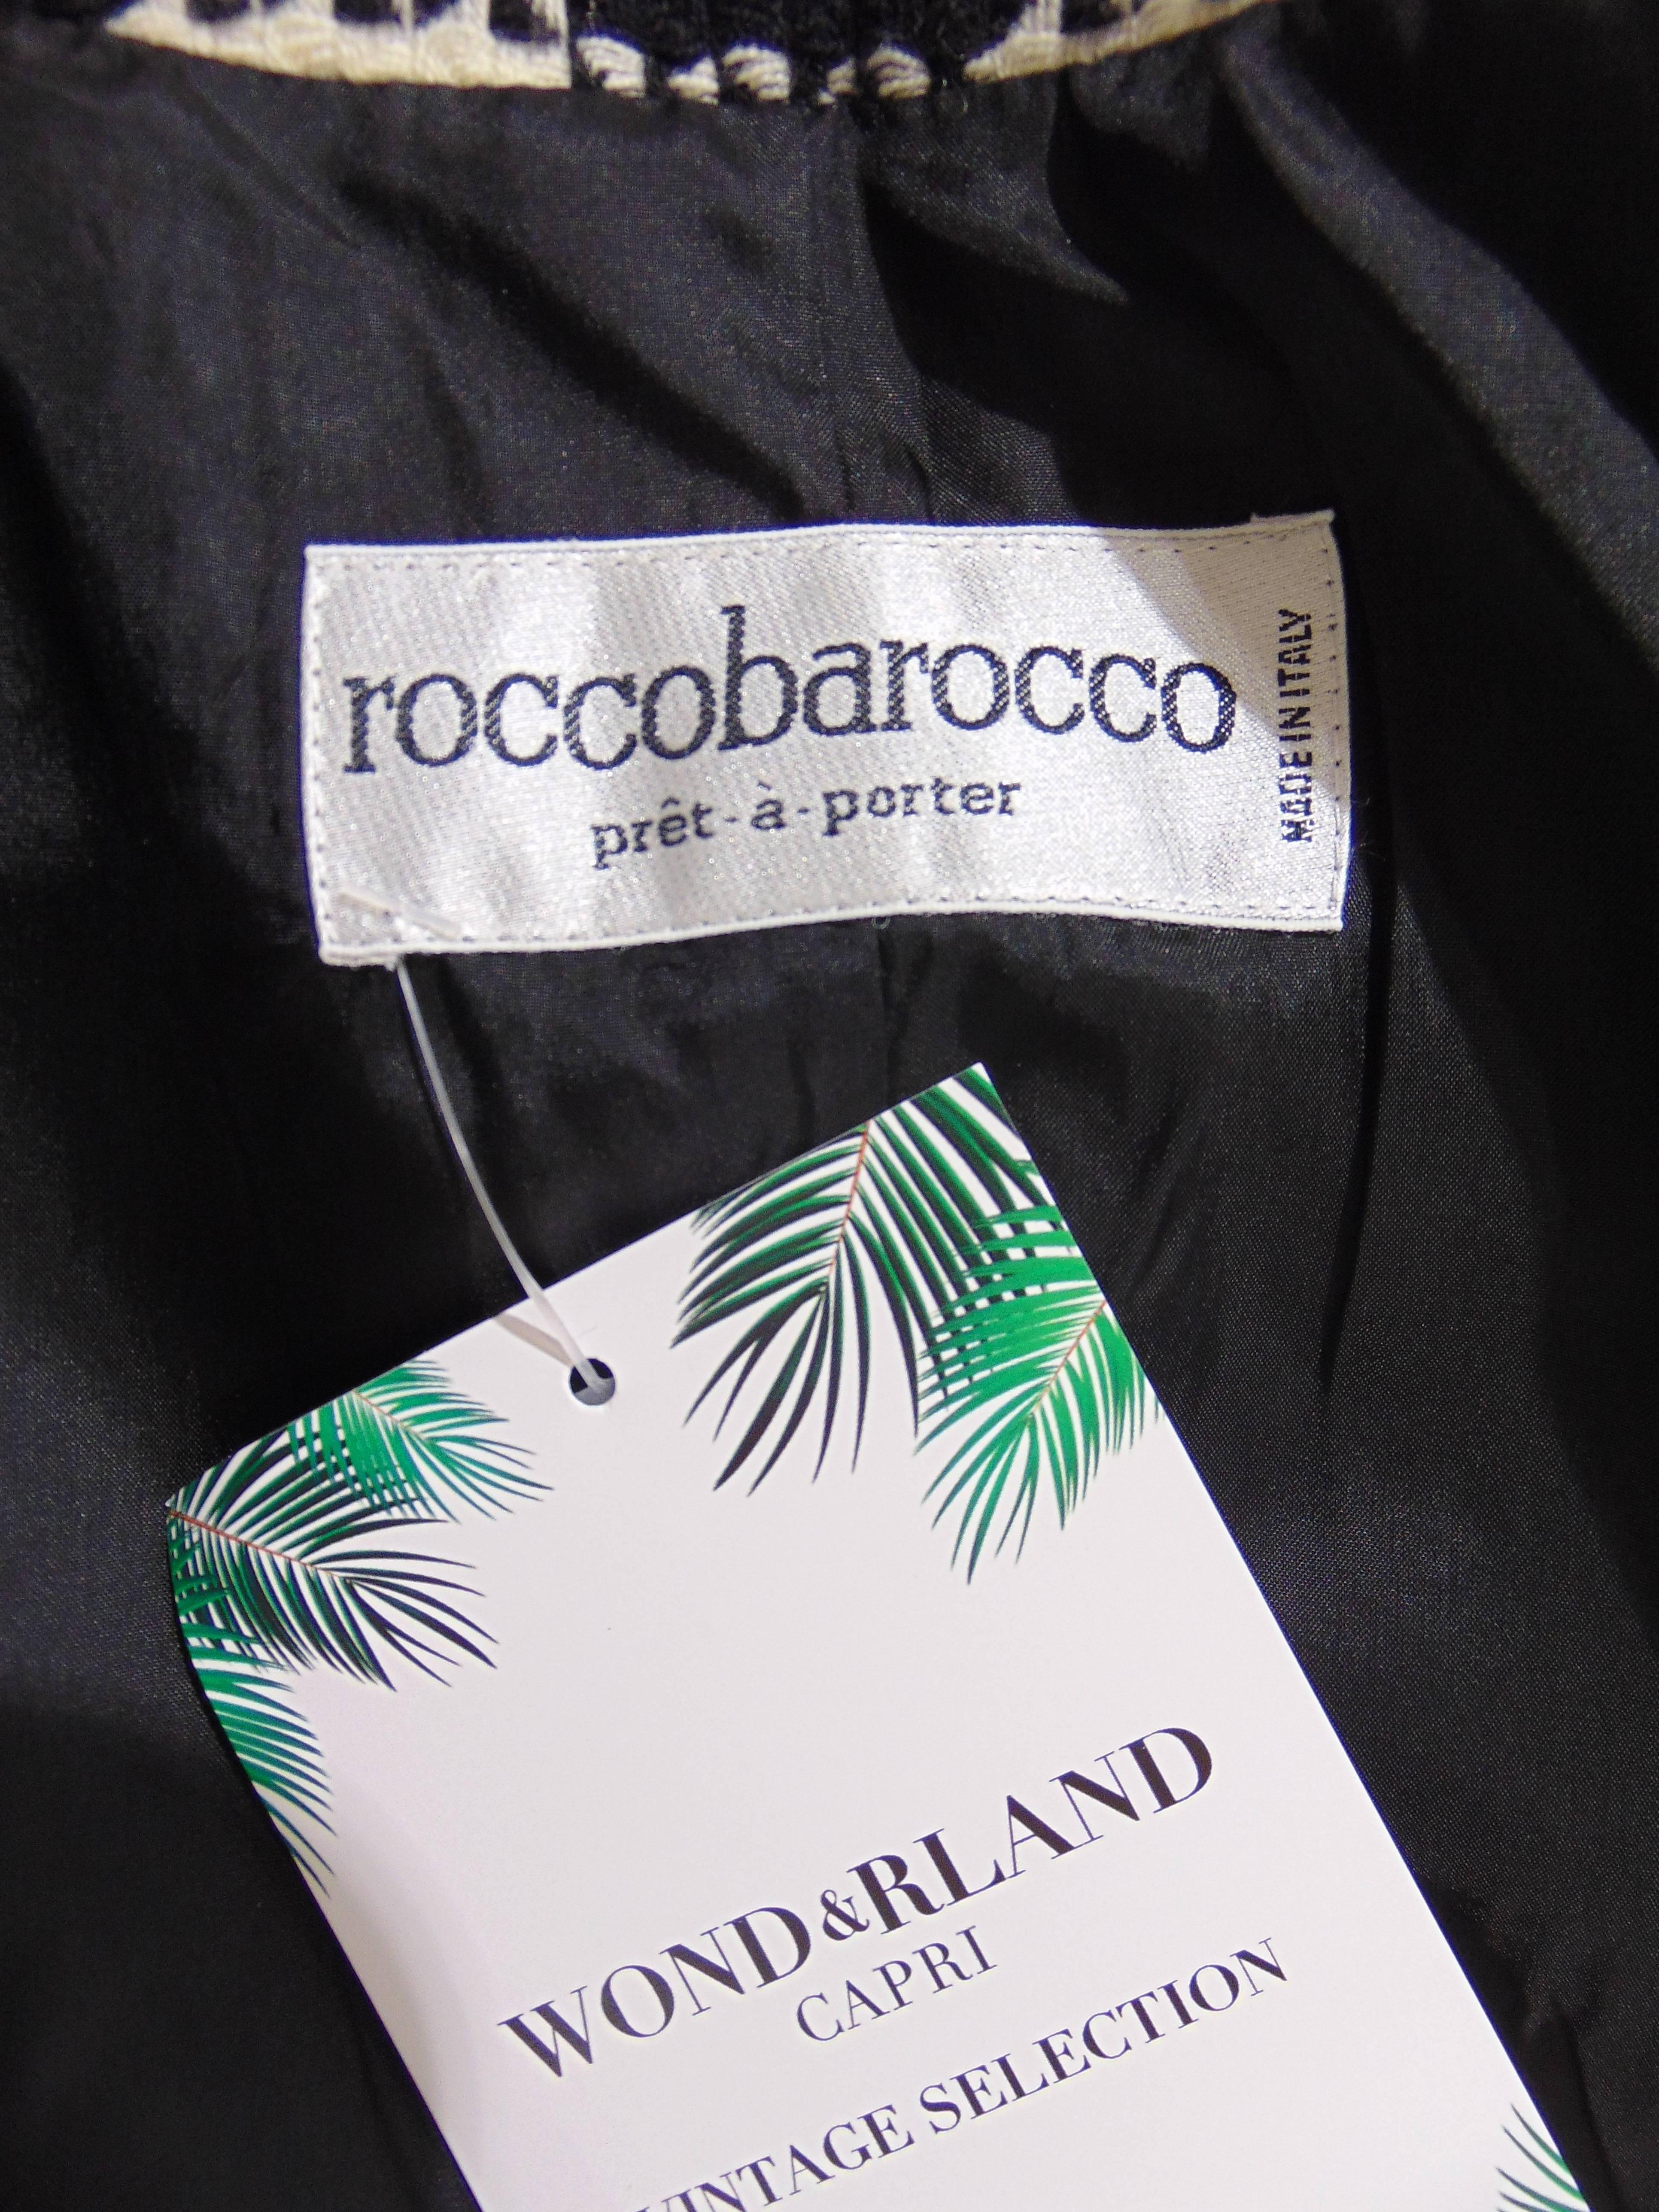 roccobarocco
prêt-à-porter
MADE IN ITALY
WOND&RLAND
CAPRI
VINTAGE SELECTION